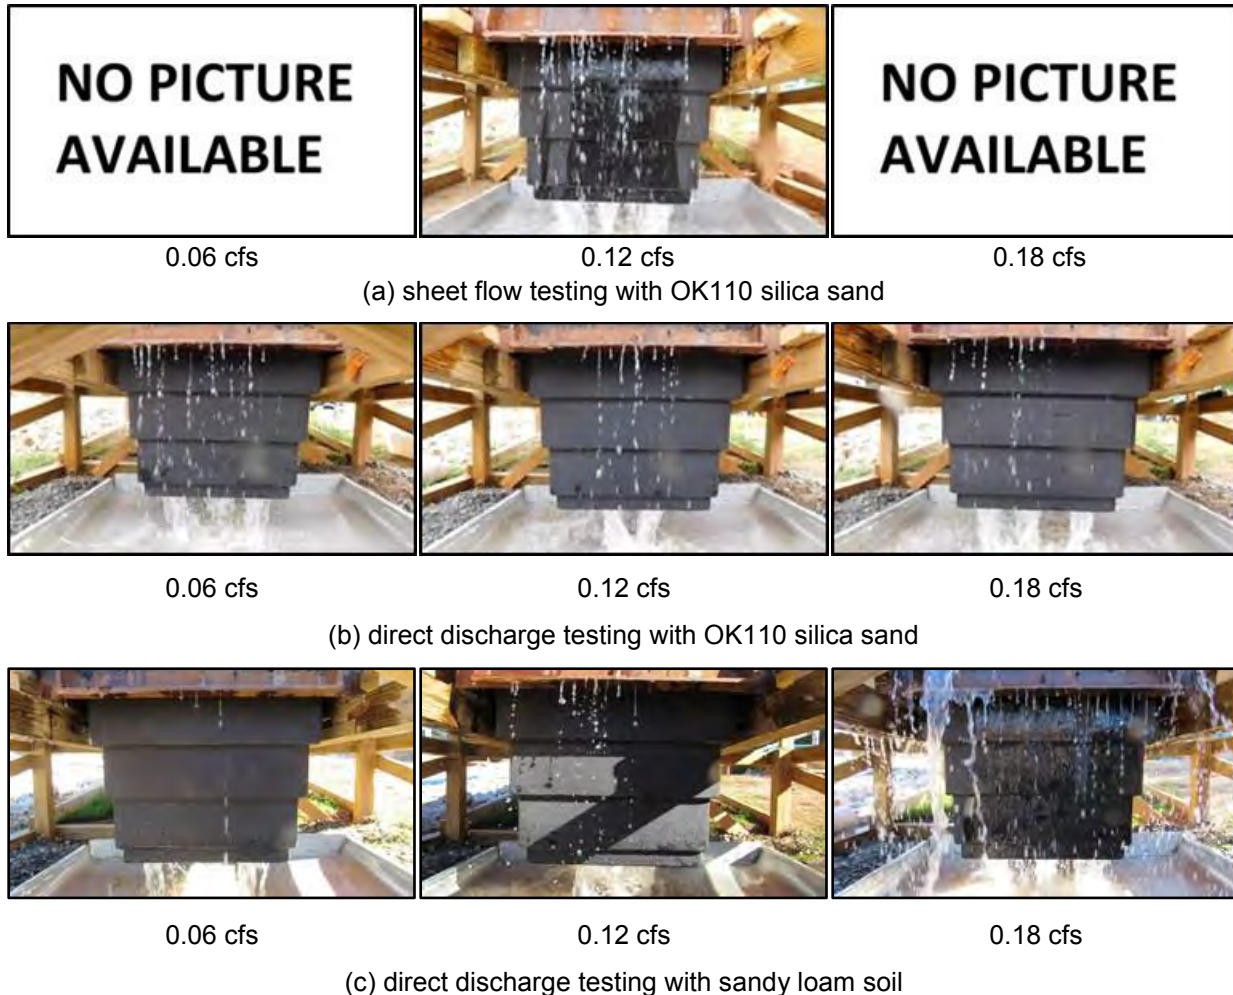 NO PICTURE
AVAILABLE
NO PICTURE
AVAILABLE
0.06 cfs
0.12 cfs
0.18 cfs
(a) sheet flow testing with OK110 silica sand
0.06 cfs
0.12 cfs
0.18 cfs
(b) direct discharge testing with OK110 silica sand
0.06 cfs
0.12 cfs
0.18 cfs
(c) direct discharge testing with sandy loam soil